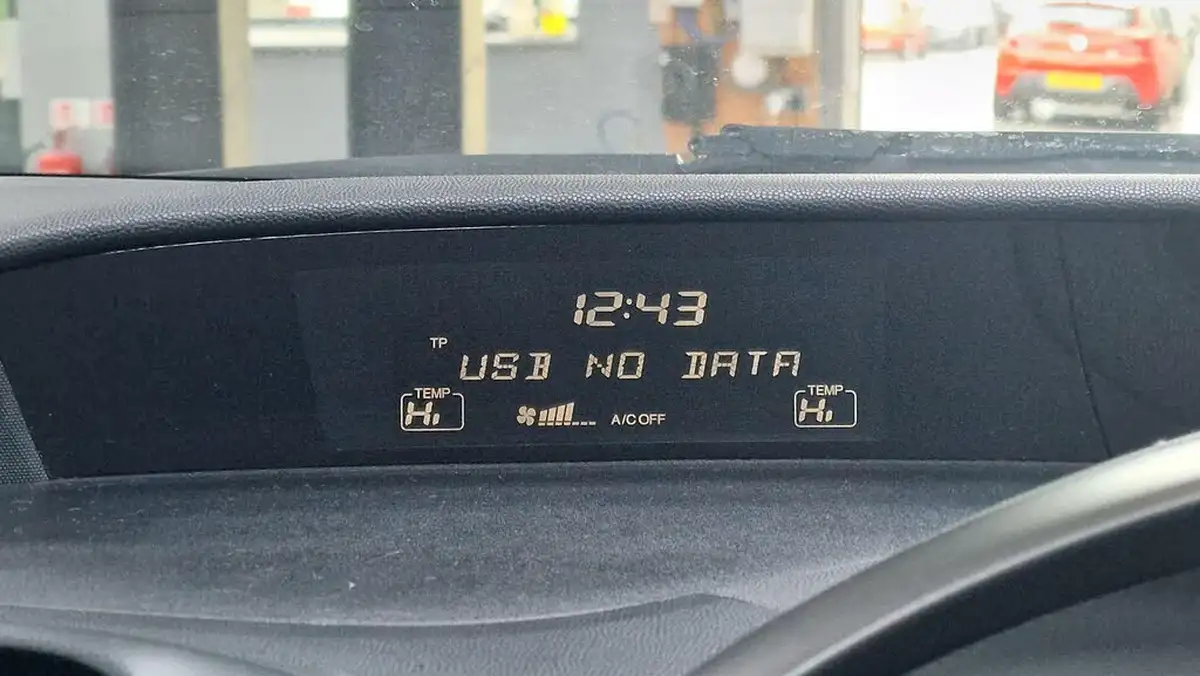 12:43
TP
USB NO DATA
TEMP
Hi
A/C OFF
TEMP
Hi